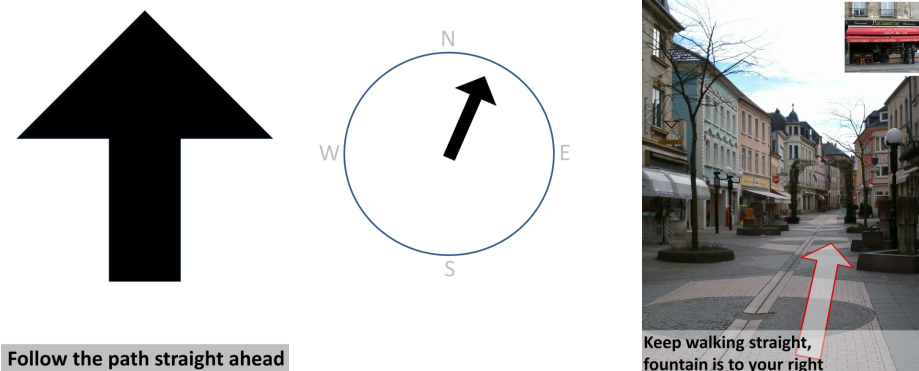 Follow the path straight ahead
N
W
E
S
Keep walking straight,
fountain is to your right